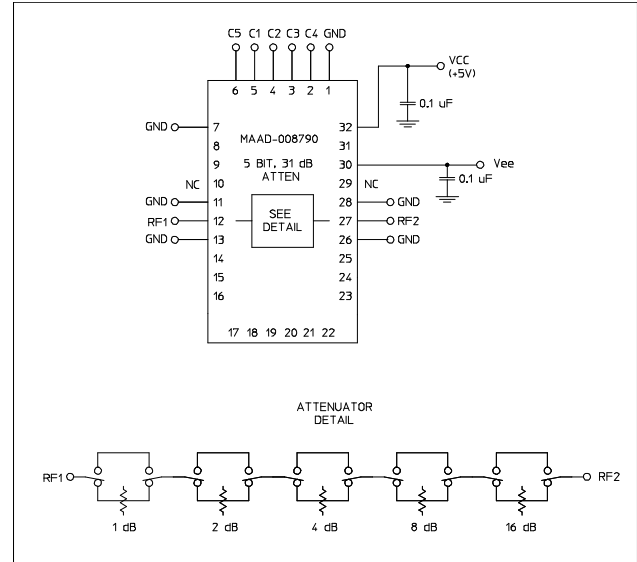 C5 C1 C2 C3 C4 GND
6 5 4 3 2 1
VCC
(+5V)
0.1 uF
GND 7
32
MAAD-008790
8
31
9
5 BIT, 31 dB
30
Vee
ATTEN
0.1 uF
NC 10
29 NC
GND 11
28 GND
RF1 12
SEE
DETAIL
27 RF2
GND 13
26 GND
14
25
15
24
16
23
17 18 19 20 21 22
ATTENUATOR
DETAIL
RF1
RF2
1 dB 2 dB 4 dB 8 dB 16 dB